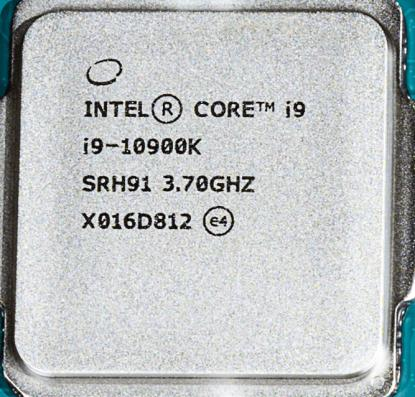 INTEL® CORE™ i9
i9-10900K
SRH91 3.70GHZ
X016D812 e4